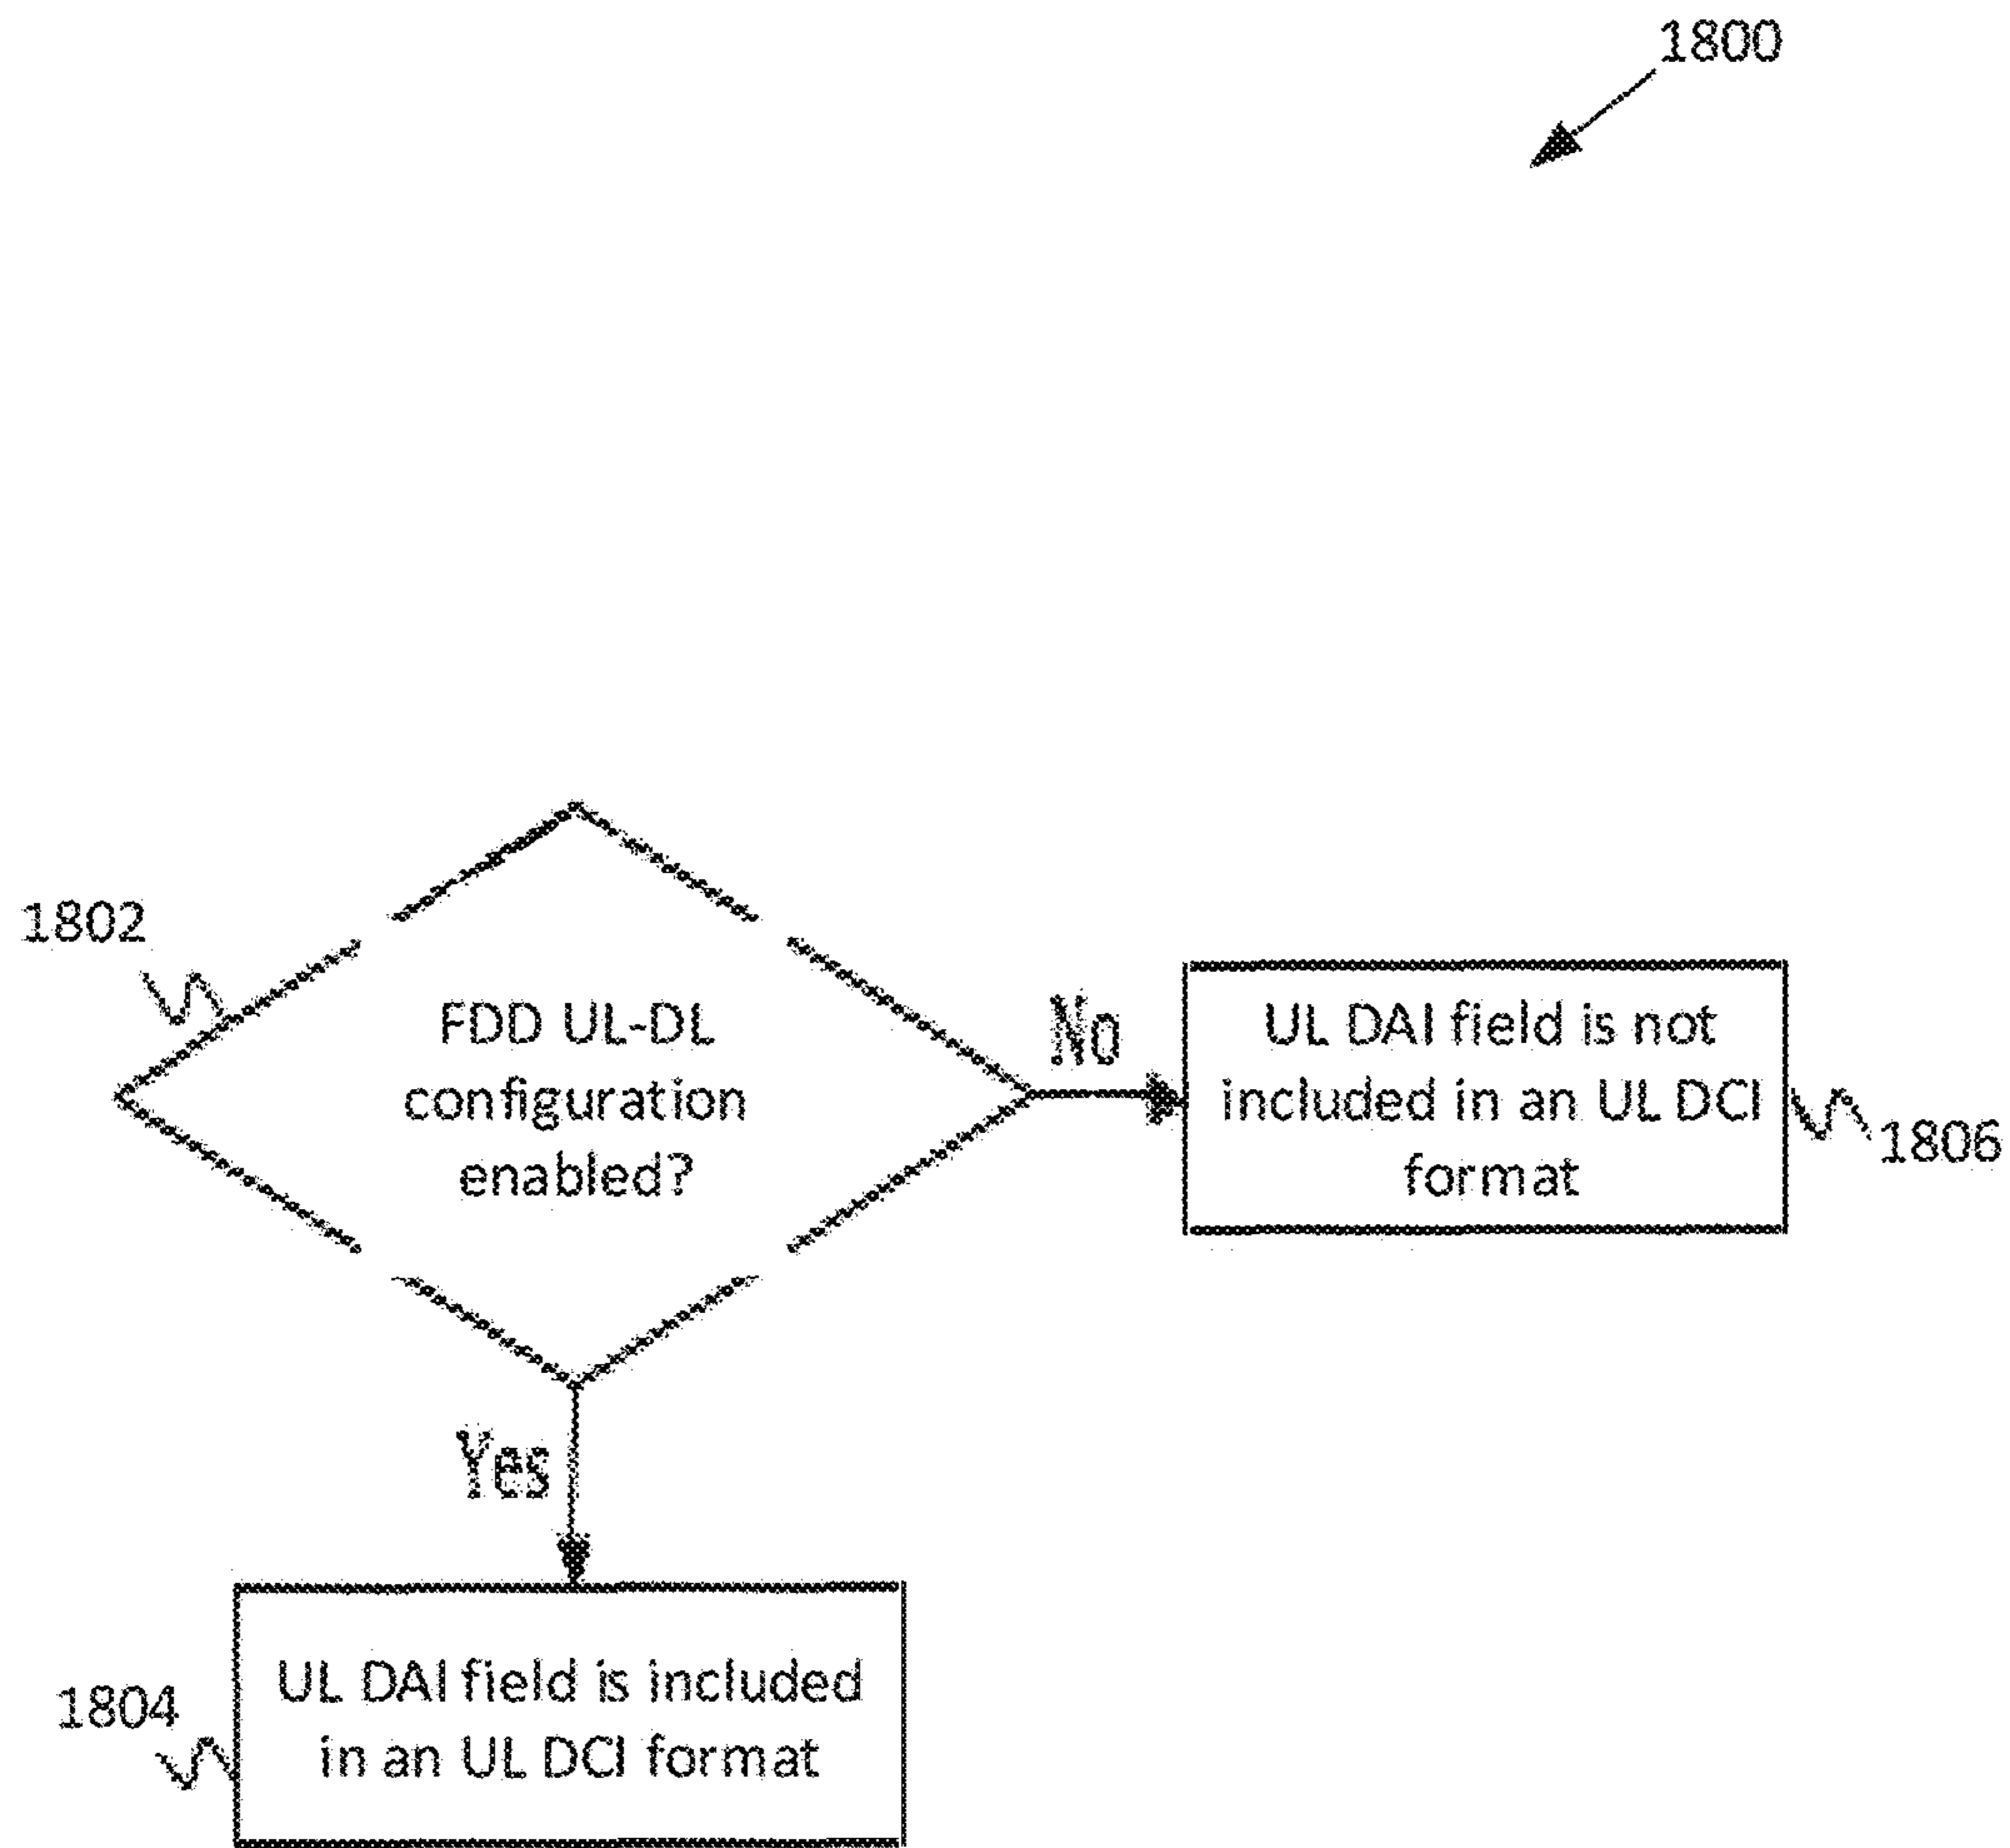 1800
1802
FDD UL-DL
configuration
enabled?
No
UL DAI field is not
included in an UL DCI
format
1806
Yes
1804
UL DAI field is included
in an UL DCI format